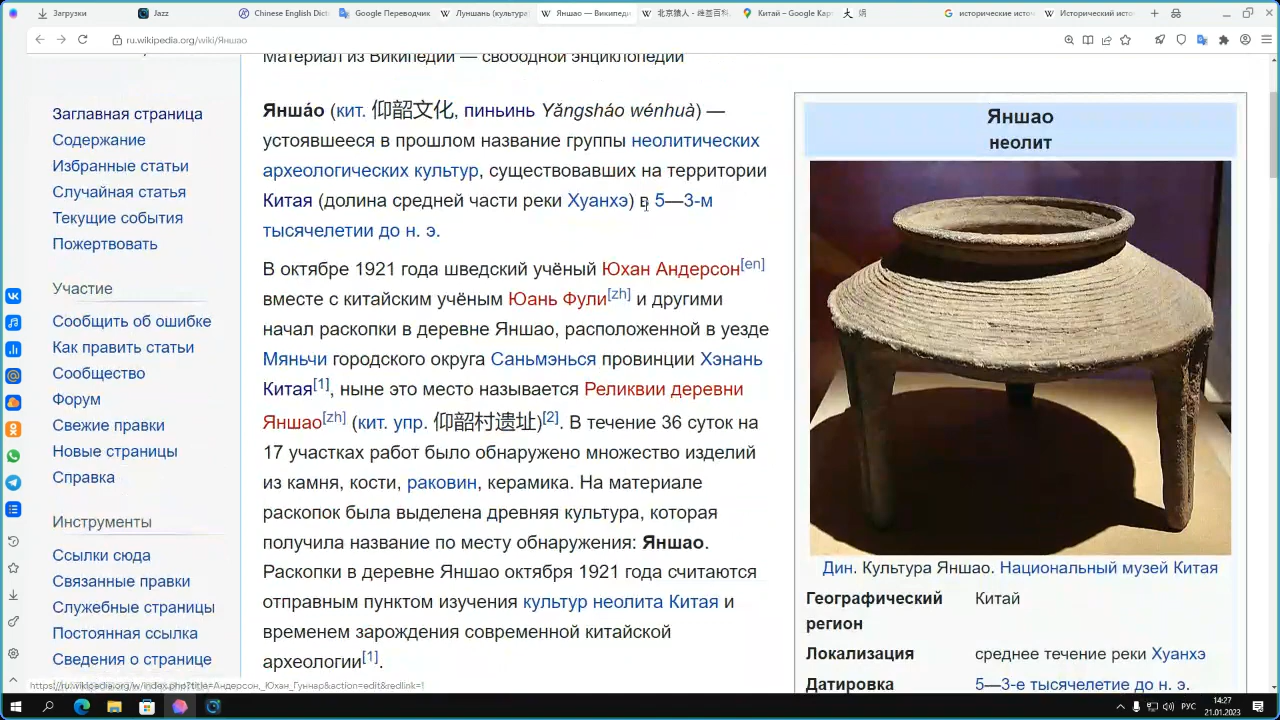 Загрузки
Jazz
Chinese English Dicti
Google Переводчик
Луншань (культура
Яншао — Википеди
北京猿人 - 维基百科
Китай – Google Кар
炳
исторические источ
Исторический источ
ru.wikipedia.org/wiki/Яншао
Материал из Википедии — свободной энциклопедии
Заглавная страница
Содержание
Избранные статьи
Случайная статья
Текущие события
Пожертвовать
Участие
Сообщить об ошибке
Как править статьи
Сообщество
Форум
Свежие правки
Новые страницы
Справка
Инструменты
Ссылки сюда
Связанные правки
Служебные страницы
Постоянная ссылка
Сведения о странице
Яншáо (кит. 仰韶文化, пиньинь Yǎngsháo wénhuà) —
устоявшееся в прошлом название группы неолитических
археологических культур, существовавших на территории
Китая (долина средней части реки Хуанхэ) в 5—3-м
тысячелетии до н. э.
В октябре 1921 года шведский учёный Юхан Андерсон[en]
вместе с китайским учёным Юань Фули[zh] и другими
начал раскопки в деревне Яншао, расположенной в уезде
Мяньчи городского округа Саньмэнься провинции Хэнань
Китая[1], ныне это место называется Реликвии деревни
Яншао[zh] (кит. упр. 仰韶村遗址)[2]. В течение 36 суток на
17 участках работ было обнаружено множество изделий
из камня, кости, раковин, керамика. На материале
раскопок была выделена древняя культура, которая
получила название по месту обнаружения: Яншао.
Раскопки в деревне Яншао октября 1921 года считаются
отправным пунктом изучения культур неолита Китая и
временем зарождения современной китайской
археологии[1].
Яншао
неолит
Дин. Культура Яншао. Национальный музей Китая
Географический регион Китай
Локализация среднее течение реки Хуанхэ
Датировка 5—3-е тысячелетие до н. э.
https://ru.wikipedia.org/w/index.php?title=Андерсон,_Юхан_Гуннар&action=edit&redlink=1
РУС
14:27
21.01.2023